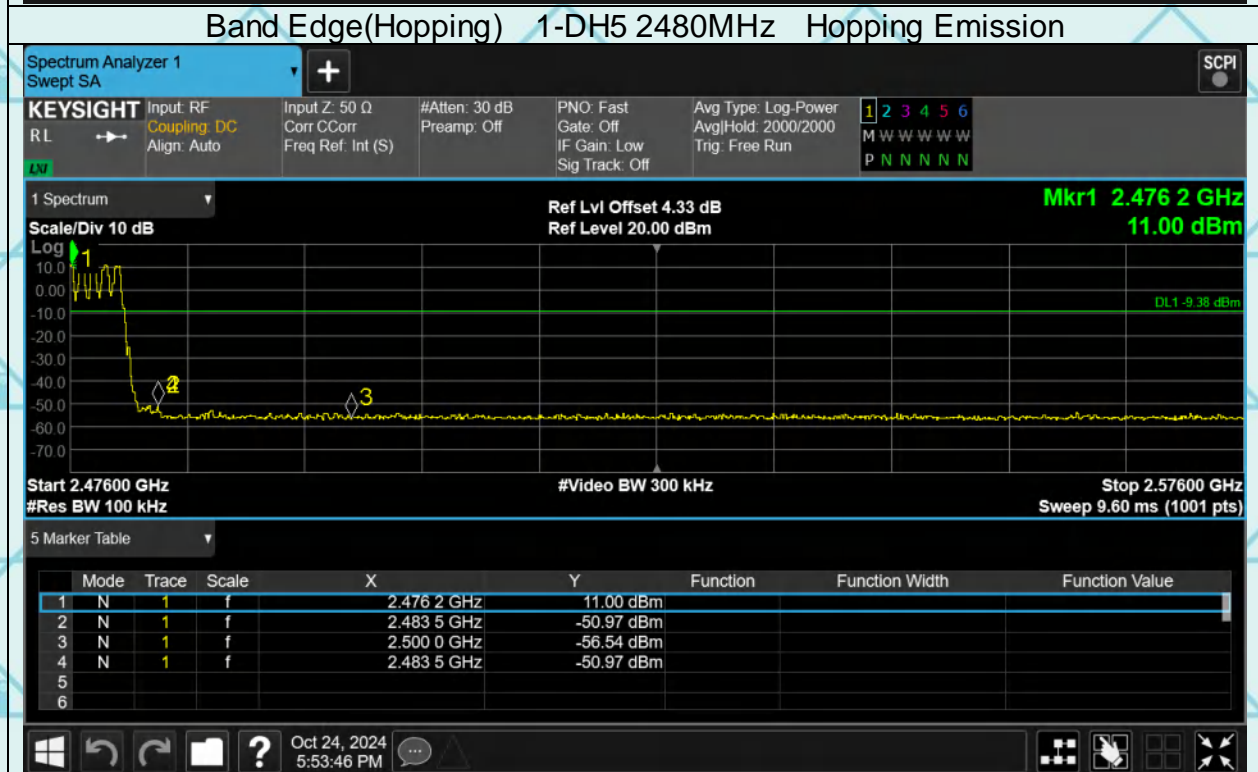 Band Edge(Hopping) 1-DH5 2480MHz Hopping Emission
Spectrum Analyzer 1
Swept SA
+
SCPI
KEYSIGHT
RL
LXI
Input: RF
Coupling: DC
Align: Auto
Input Z: 50 Ω
Corr CCorr
Freq Ref: Int (S)
#Atten: 30 dB
Preamp: Off
PNO: Fast
Gate: Off
IF Gain: Low
Sig Track: Off
Avg Type: Log-Power
Avg|Hold: 2000/2000
Trig: Free Run
1 2 3 4 5 6
M W W W W W
P N N N N N
1 Spectrum
Scale/Div 10 dB
Ref Lvl Offset 4.33 dB
Ref Level 20.00 dBm
Mkr1 2.476 2 GHz
11.00 dBm
Log
1
10.0
0.00
DL1 -9.38 dBm
-10.0
-20.0
-30.0
-40.0
3
-50.0
-60.0
-70.0
Start 2.47600 GHz
#Video BW 300 kHz
Stop 2.57600 GHz
#Res BW 100 kHz
Sweep 9.60 ms (1001 pts)
5 Marker Table
Mode Trace Scale X Y Function Function Width Function Value
1 N 1 f 2.476 2 GHz 11.00 dBm
2 N 1 f 2.483 5 GHz -50.97 dBm
3 N 1 f 2.500 0 GHz -56.54 dBm
4 N 1 f 2.483 5 GHz -50.97 dBm
5
6
?
Oct 24, 2024
5:53:46 PM